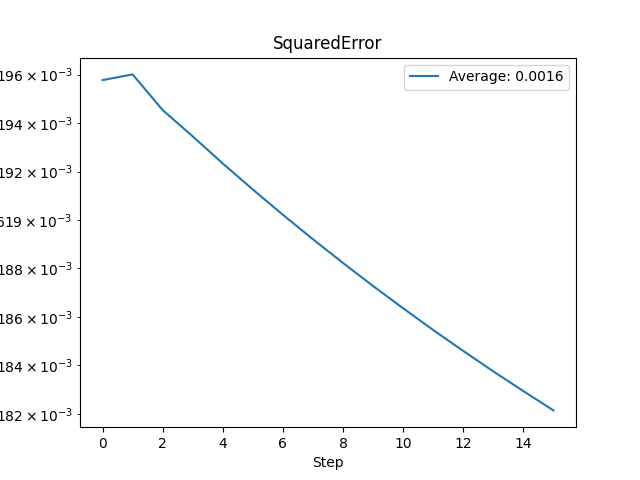 SquaredError
Average: 0.0016
196 × 10⁻³
194 × 10⁻³
192 × 10⁻³
619 × 10⁻³
188 × 10⁻³
186 × 10⁻³
184 × 10⁻³
182 × 10⁻³
0 2 4 6 8 10 12 14
Step